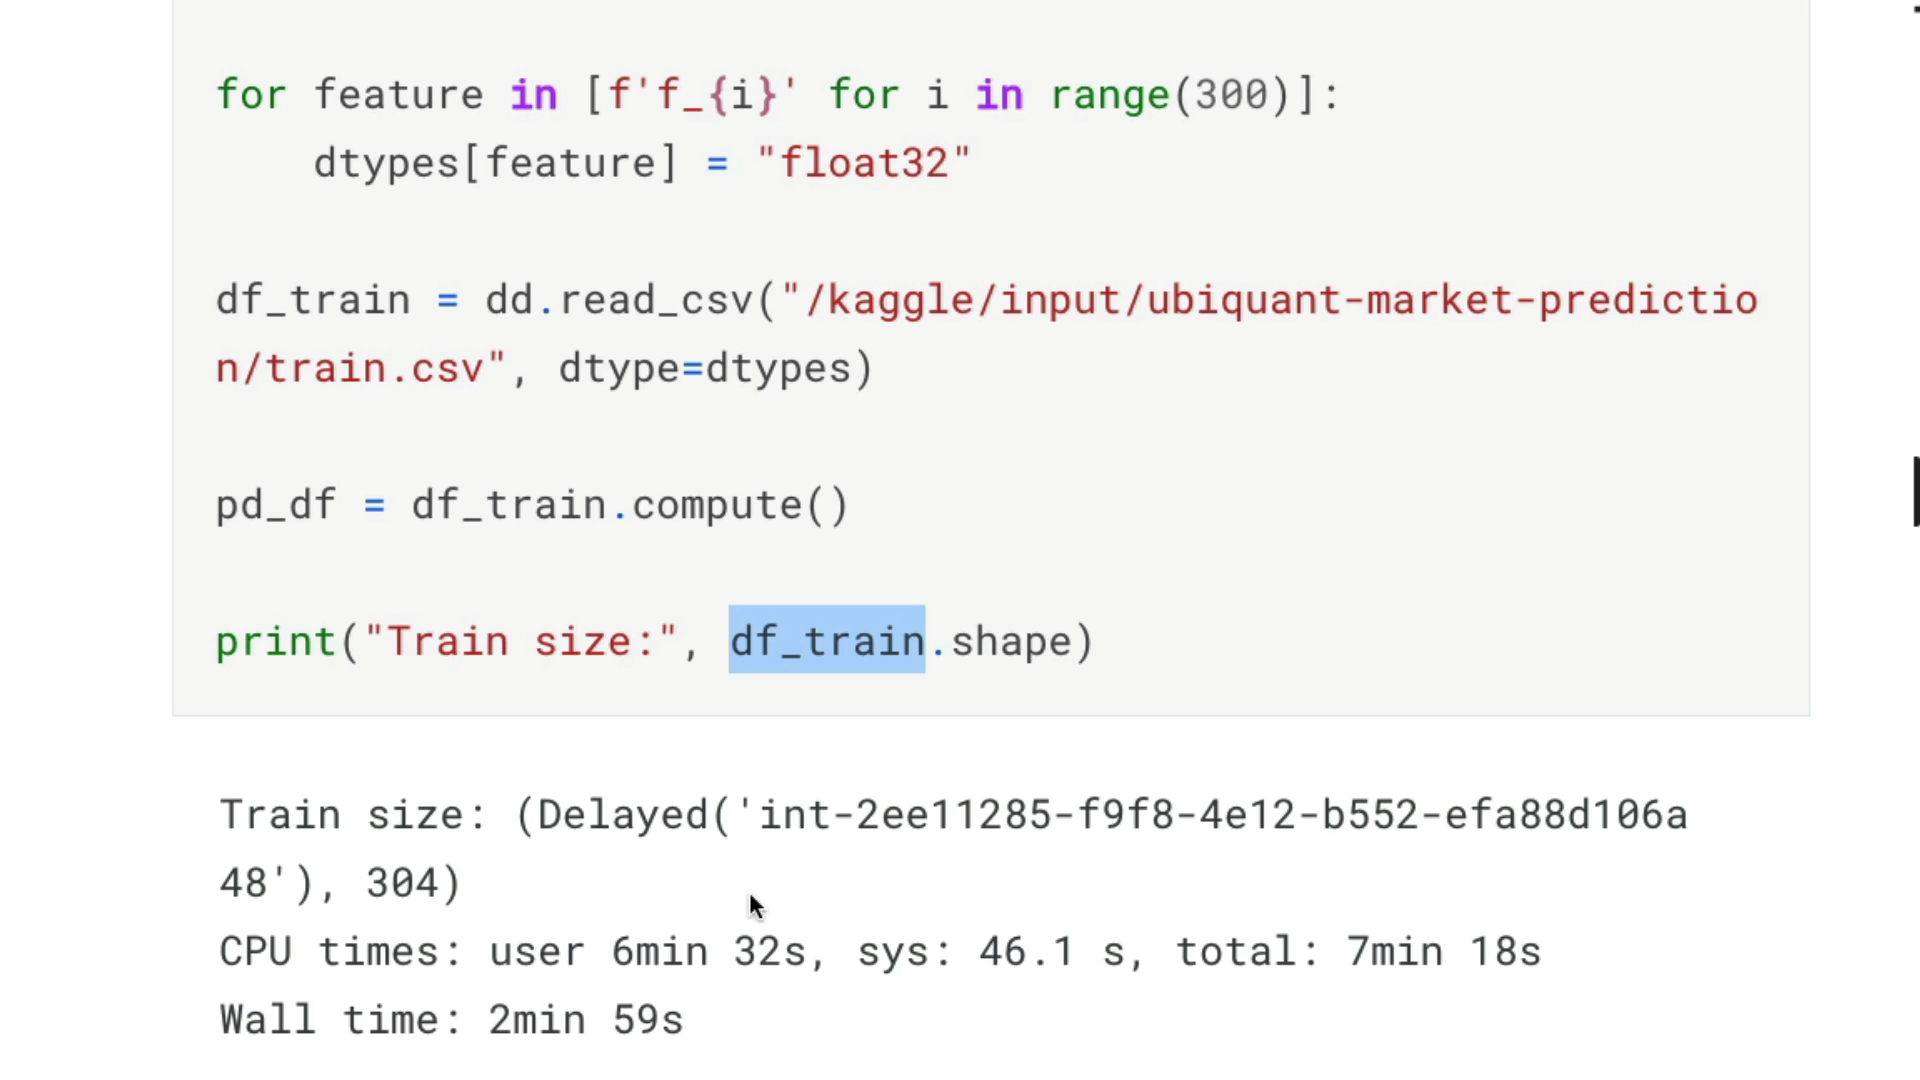 for feature in [f'f_{i}' for i in range(300)]:
    dtypes[feature] = "float32"
df_train = dd.read_csv("/kaggle/input/ubiquant-market-predictio
n/train.csv", dtype=dtypes)
pd_df = df_train.compute()
print("Train size:", df_train.shape)
Train size: (Delayed('int-2ee11285-f9f8-4e12-b552-efa88d106a
48'), 304)
CPU times: user 6min 32s, sys: 46.1 s, total: 7min 18s
Wall time: 2min 59s